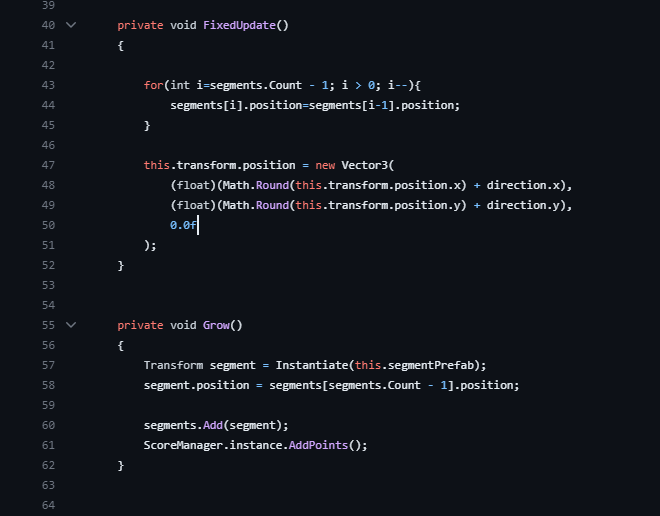 39
40 private void FixedUpdate()
41 {
42
43 for(int i=segments.Count - 1; i > 0; i--){
44 segments[i].position=segments[i-1].position;
45 }
46
47 this.transform.position = new Vector3(
48 (float)(Math.Round(this.transform.position.x) + direction.x),
49 (float)(Math.Round(this.transform.position.y) + direction.y),
50 0.0f
51 );
52 }
53
54
55 private void Grow()
56 {
57 Transform segment = Instantiate(this.segmentPrefab);
58 segment.position = segments[segments.Count - 1].position;
59
60 segments.Add(segment);
61 ScoreManager.instance.AddPoints();
62 }
63
64